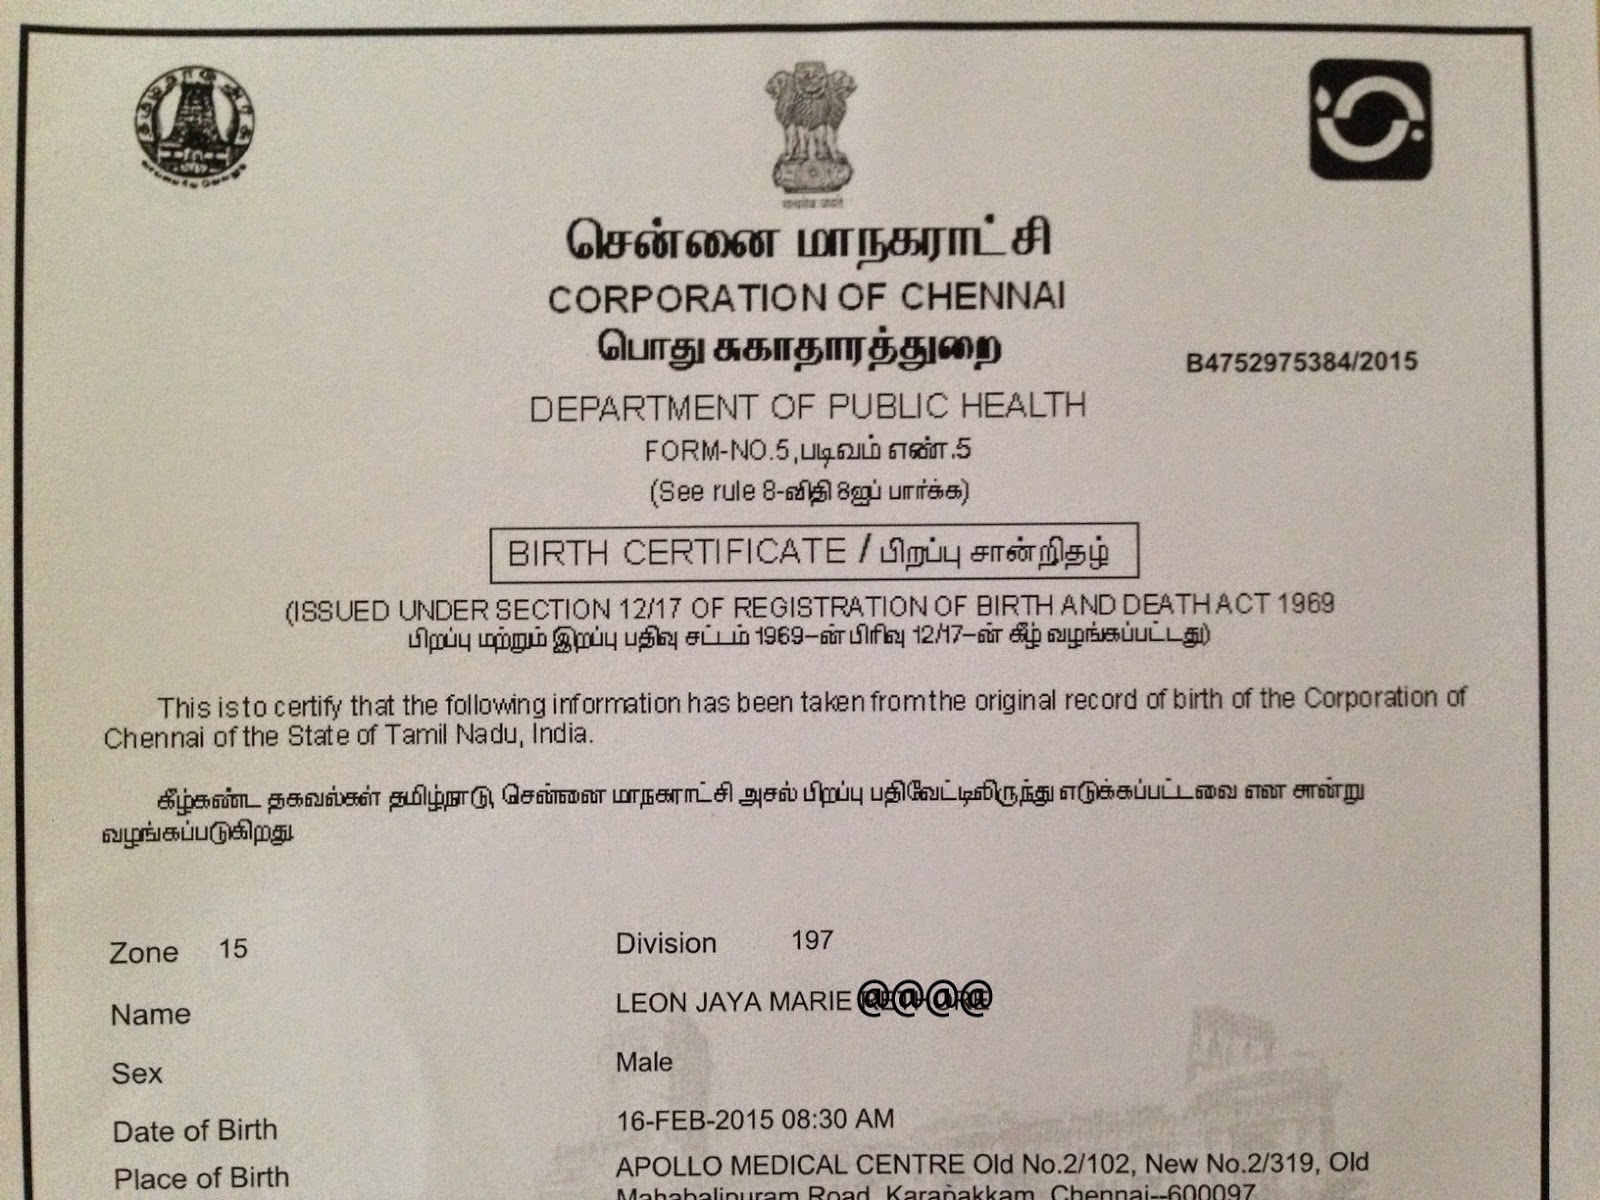 சென்னை மாநகராட்சி
CORPORATION OF CHENNAI
பொது சுகாதாரத்துறை
B4752975384/2015
DEPARTMENT OF PUBLIC HEALTH
FORM-NO.5,படிவம் எண்.5
(See rule 8-விதி 8ஐப் பார்க்க)
BIRTH CERTIFICATE / பிறப்பு சான்றிதழ்
(ISSUED UNDER SECTION 12/17 OF REGISTRATION OF BIRTH AND DEATH ACT 1969
பிறப்பு மற்றும் இறப்பு பதிவு சட்டம் 1969–ன் பிரிவு 12/17–ன் கீழ் வழங்கப்பட்டது)
This is to certify that the following information has been taken from the original record of birth of the Corporation of
Chennai of the State of Tamil Nadu, India.
கீழ்கண்ட தகவல்கள் தமிழ்நாடு, சென்னை மாநகராட்சி அசல் பிறப்பு பதிவேட்டிலிருந்து எடுக்கப்பட்டவை என சான்று
வழங்கப்படுகிறது.
Zone 15 Division 197
Name LEON JAYA MARIE @@@@
Sex Male
Date of Birth 16-FEB-2015 08:30 AM
Place of Birth APOLLO MEDICAL CENTRE Old No.2/102, New No.2/319, Old
Mahabalipuram Road, Karapakkam, Chennai--600097